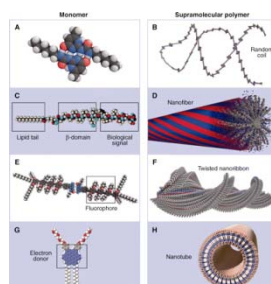 Monomer
Supramolecular polymer
A
B
Random
coil
C
D
Lipid tail
β-domain
Biological
signal
Nanofiber
E
F
Twisted nanoribbon
Fluorophore
G
H
Electron
donor
Nanotube